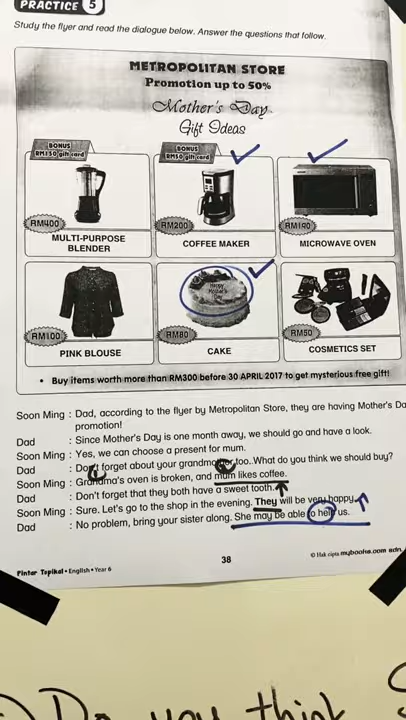 PRACTICE 5
Study the flyer and read the dialogue below. Answer the questions that follow.
METROPOLITAN STORE
Promotion up to 50%
Mother's Day
Gift Ideas
BONUS
RM150 gift card
BONUS
RM50 gift card
RM400
RM200
RM190
MULTI-PURPOSE
BLENDER
COFFEE MAKER
MICROWAVE OVEN
Happy
Mother's
Day
RM100
RM80
RM50
PINK BLOUSE
CAKE
COSMETICS SET
• Buy items worth more than RM300 before 30 APRIL 2017 to get mysterious free gift!
Soon Ming : Dad, according to the flyer by Metropolitan Store, they are having Mother's Da
promotion!
Dad : Since Mother's Day is one month away, we should go and have a look.
Soon Ming : Yes, we can choose a present for mum.
Dad : Don't forget about your grandmother too. What do you think we should buy?
Soon Ming : Grandma's oven is broken, and mum likes coffee.
Dad : Don't forget that they both have a sweet tooth.
Soon Ming : Sure. Let's go to the shop in the evening. They will be very happy.
Dad : No problem, bring your sister along. She may be able to help us.
38
Pintar Topikal • English • Year 6
© Hak cipta mybooks.com sdn.
Do you think